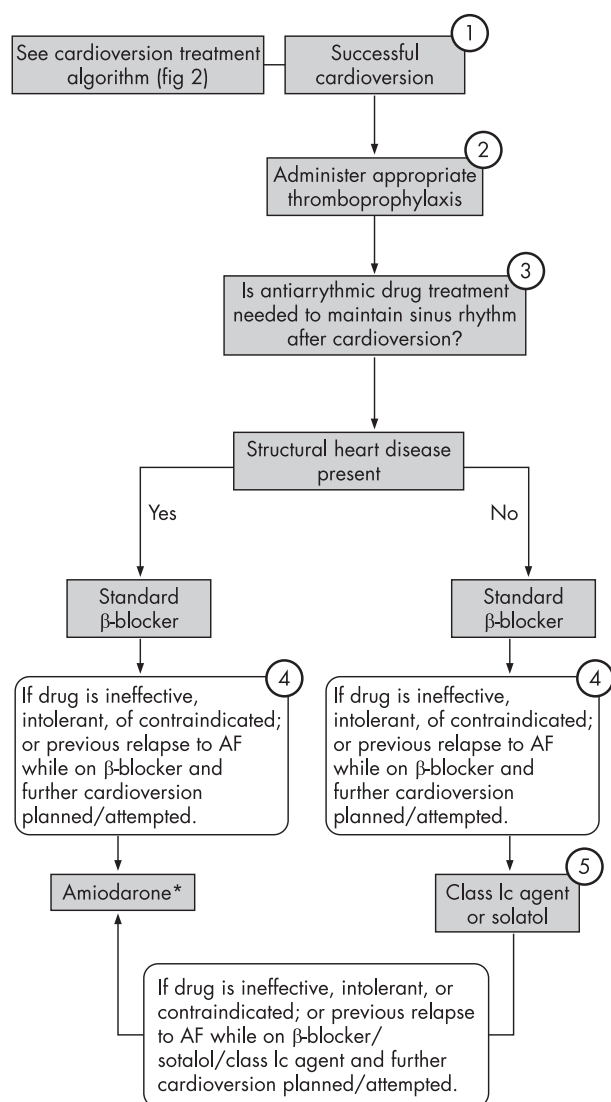 1
See cardioversion treatment
algorithm (fig 2)
Successful
cardioversion
2
Administer appropriate
thromboprophylaxis
3
Is antiarrythmic drug treatment
needed to maintain sinus rhythm
after cardioversion?
Structural heart disease
present
Yes
No
Standard
β-blocker
Standard
β-blocker
4
If drug is ineffective,
intolerant, of contraindicated;
or previous relapse to AF
while on β-blocker and
further cardioversion
planned/attempted.
4
If drug is ineffective,
intolerant, of contraindicated;
or previous relapse to AF
while on β-blocker and
further cardioversion
planned/attempted.
Amiodarone*
5
Class Ic agent
or solatol
If drug is ineffective, intolerant, or
contraindicated; or previous relapse
to AF while on β-blocker/
sotalol/class Ic agent and further
cardioversion planned/attempted.